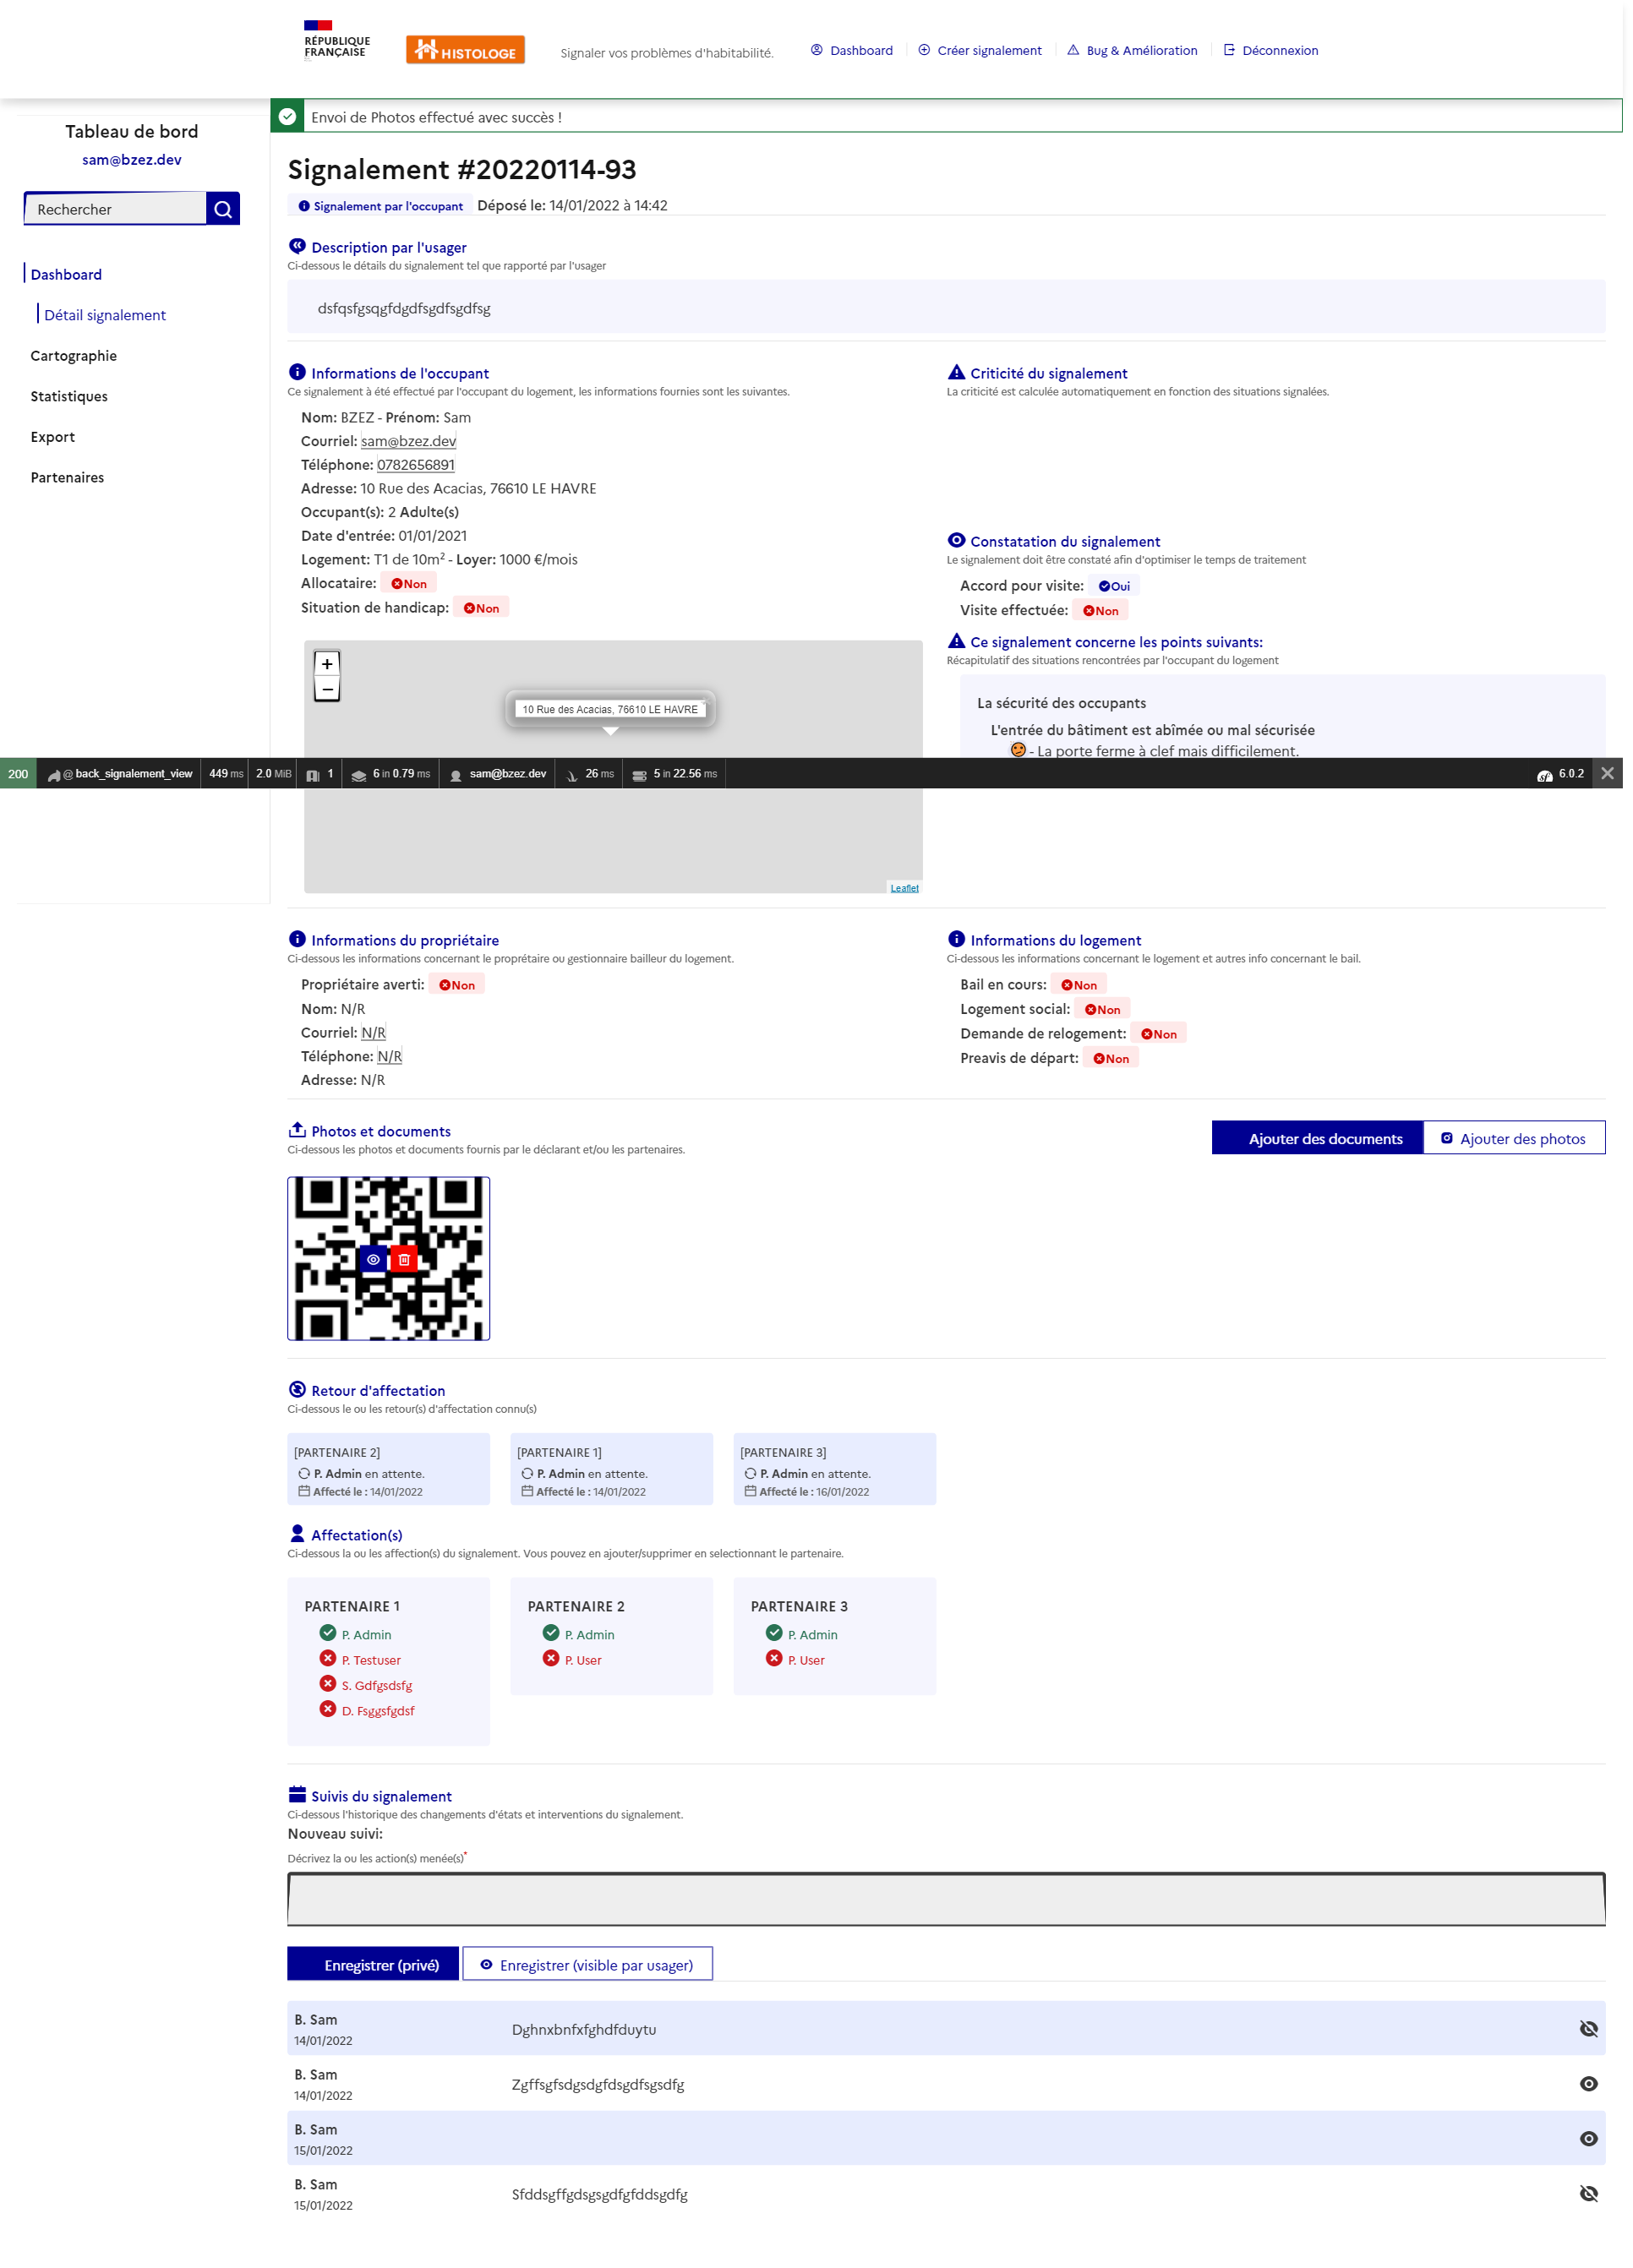 RÉPUBLIQUE
FRANÇAISE
HISTOLOGE
Signaler vos problèmes d'habitabilité.
Dashboard
Créer signalement
Bug & Amélioration
Déconnexion
Envoi de Photos effectué avec succès !
Tableau de bord
sam@bzez.dev
Rechercher
Dashboard
Détail signalement
Cartographie
Statistiques
Export
Partenaires
Signalement #20220114-93
Signalement par l'occupant Déposé le: 14/01/2022 à 14:42
Description par l'usager
Ci-dessous le détails du signalement tel que rapporté par l'usager
dsfqsfgsqgfdgdfsgdfsgdfsg
Informations de l'occupant
Ce signalement à été effectué par l'occupant du logement, les informations fournies sont les suivantes.
Nom: BZEZ - Prénom: Sam
Courriel: sam@bzez.dev
Téléphone: 0782656891
Adresse: 10 Rue des Acacias, 76610 LE HAVRE
Occupant(s): 2 Adulte(s)
Date d'entrée: 01/01/2021
Logement: T1 de 10m² - Loyer: 1000 €/mois
Allocataire: Non
Situation de handicap: Non
+
−
10 Rue des Acacias, 76610 LE HAVRE
Leaflet
Criticité du signalement
La criticité est calculée automatiquement en fonction des situations signalées.
Constatation du signalement
Le signalement doit être constaté afin d'optimiser le temps de traitement
Accord pour visite: Oui
Visite effectuée: Non
Ce signalement concerne les points suivants:
Récapitulatif des situations rencontrées par l'occupant du logement
La sécurité des occupants
L'entrée du bâtiment est abîmée ou mal sécurisée
- La porte ferme à clef mais difficilement.
200 @ back_signalement_view 449 ms 2.0 MiB 1 6 in 0.79 ms sam@bzez.dev 26 ms 5 in 22.56 ms sf 6.0.2
Informations du propriétaire
Ci-dessous les informations concernant le proprétaire ou gestionnaire bailleur du logement.
Propriétaire averti: Non
Nom: N/R
Courriel: N/R
Téléphone: N/R
Adresse: N/R
Informations du logement
Ci-dessous les informations concernant le logement et autres info concernant le bail.
Bail en cours: Non
Logement social: Non
Demande de relogement: Non
Preavis de départ: Non
Photos et documents
Ci-dessous les photos et documents fournis par le déclarant et/ou les partenaires.
Ajouter des documents
Ajouter des photos
Retour d'affectation
Ci-dessous le ou les retour(s) d'affectation connu(s)
[PARTENAIRE 2]
P. Admin en attente.
Affecté le : 14/01/2022
[PARTENAIRE 1]
P. Admin en attente.
Affecté le : 14/01/2022
[PARTENAIRE 3]
P. Admin en attente.
Affecté le : 16/01/2022
Affectation(s)
Ci-dessous la ou les affection(s) du signalement. Vous pouvez en ajouter/supprimer en selectionnant le partenaire.
PARTENAIRE 1
P. Admin
P. Testuser
S. Gdfgsdsfg
D. Fsggsfgdsf
PARTENAIRE 2
P. Admin
P. User
PARTENAIRE 3
P. Admin
P. User
Suivis du signalement
Ci-dessous l'historique des changements d'états et interventions du signalement.
Nouveau suivi:
Décrivez la ou les action(s) menée(s)*
Enregistrer (privé)
Enregistrer (visible par usager)
B. Sam
14/01/2022
Dghnxbnfxfghdfduytu
B. Sam
14/01/2022
Zgffsgfsdgsdgfdsgdfsgsdfg
B. Sam
15/01/2022
B. Sam
15/01/2022
Sfddsgffgdsgsgdfgfddsgdfg